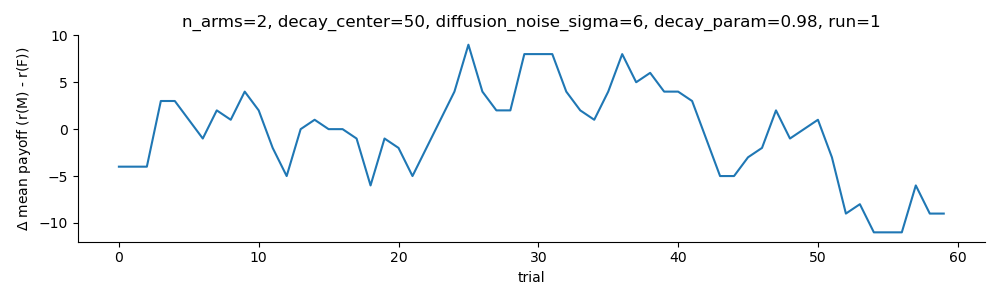 n_arms=2, decay_center=50, diffusion_noise_sigma=6, decay_param=0.98, run=1
Δ mean payoff (r(M) - r(F))
10
5
0
−5
−10
0 10 20 30 40 50 60
trial